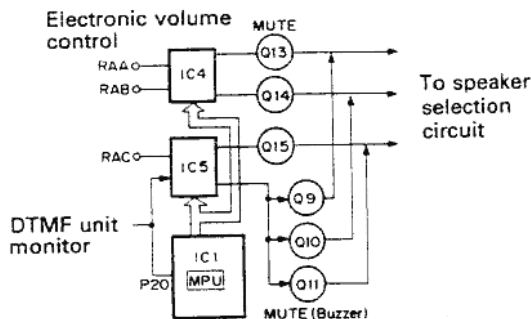 Electronic volume
control
MUTE
RAA
RAB
IC4
Q13
Q14
To speaker
selection
circuit
RAC
IC5
Q15
DTMF unit
monitor
Q9
Q10
Q11
P20
IC1
MPU
MUTE (Buzzer)